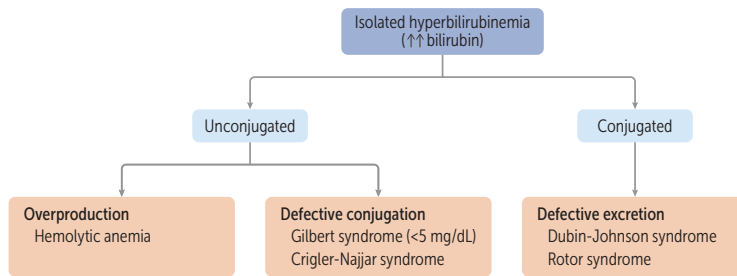 Isolated hyperbilirubinemia
(↑↑ bilirubin)
Unconjugated
Conjugated
Overproduction
Hemolytic anemia
Defective conjugation
Gilbert syndrome (<5 mg/dL)
Crigler-Najjar syndrome
Defective excretion
Dubin-Johnson syndrome
Rotor syndrome